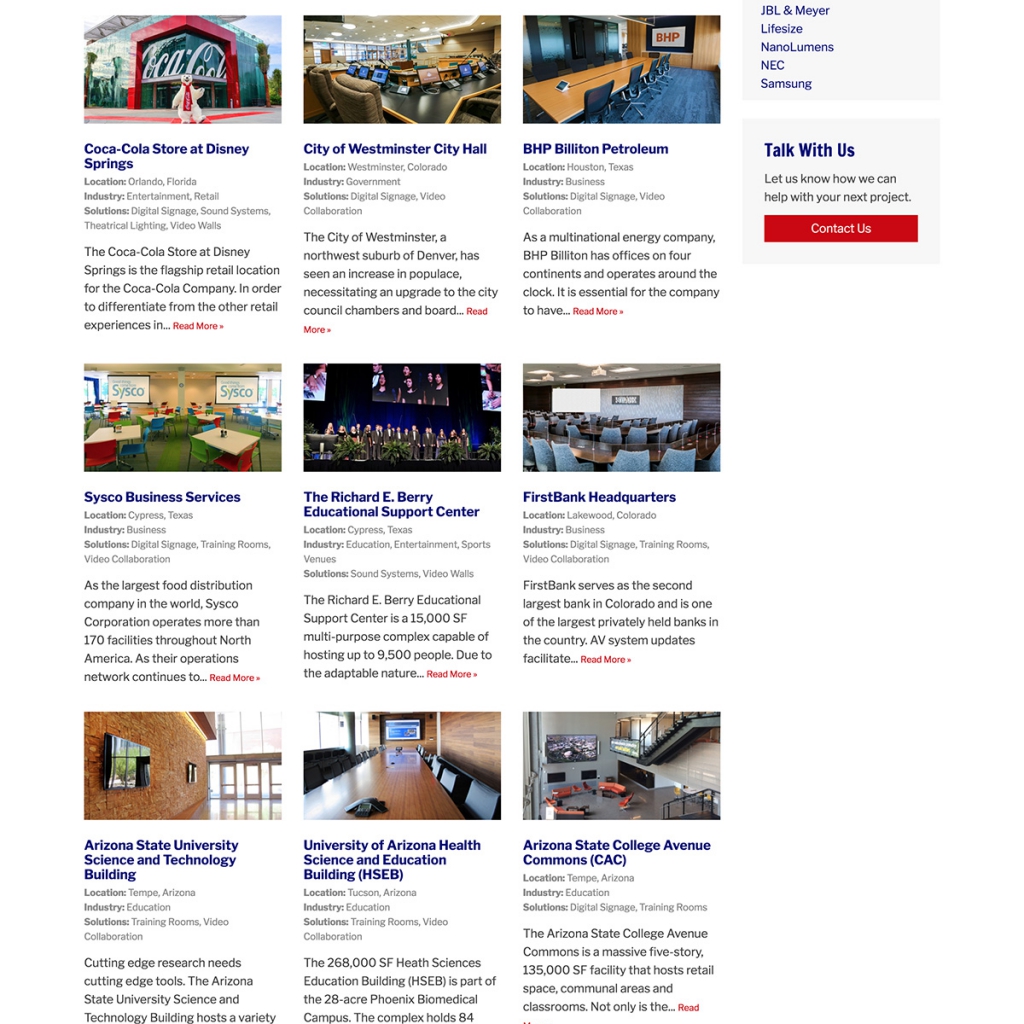 JBL & Meyer
Lifesize
NanoLumens
NEC
Samsung
Talk With Us
Let us know how we can
help with your next project.
Contact Us
Coca-Cola
BHP
Coca-Cola Store at Disney
Springs
Location: Orlando, Florida
Industry: Entertainment, Retail
Solutions: Digital Signage, Sound Systems,
Theatrical Lighting, Video Walls
The Coca-Cola Store at Disney
Springs is the flagship retail location
for the Coca-Cola Company. In order
to differentiate from the other retail
experiences in... Read More »
City of Westminster City Hall
Location: Westminster, Colorado
Industry: Government
Solutions: Digital Signage, Video
Collaboration
The City of Westminster, a
northwest suburb of Denver, has
seen an increase in populace,
necessitating an upgrade to the city
council chambers and board... Read
More »
BHP Billiton Petroleum
Location: Houston, Texas
Industry: Business
Solutions: Digital Signage, Video
Collaboration
As a multinational energy company,
BHP Billiton has offices on four
continents and operates around the
clock. It is essential for the company
to have... Read More »
Sysco
Sysco
Sysco Business Services
Location: Cypress, Texas
Industry: Business
Solutions: Digital Signage, Training Rooms,
Video Collaboration
As the largest food distribution
company in the world, Sysco
Corporation operates more than
170 facilities throughout North
America. As their operations
network continues to... Read More »
The Richard E. Berry
Educational Support Center
Location: Cypress, Texas
Industry: Education, Entertainment, Sports
Venues
Solutions: Sound Systems, Video Walls
The Richard E. Berry Educational
Support Center is a 15,000 SF
multi-purpose complex capable of
hosting up to 9,500 people. Due to
the adaptable nature... Read More »
FirstBank Headquarters
Location: Lakewood, Colorado
Industry: Business
Solutions: Digital Signage, Training Rooms,
Video Collaboration
FirstBank serves as the second
largest bank in Colorado and is one
of the largest privately held banks in
the country. AV system updates
facilitate... Read More »
Arizona State University
Science and Technology
Building
Location: Tempe, Arizona
Industry: Education
Solutions: Training Rooms, Video
Collaboration
Cutting edge research needs
cutting edge tools. The Arizona
State University Science and
Technology Building hosts a variety
University of Arizona Health
Science and Education
Building (HSEB)
Location: Tucson, Arizona
Industry: Education
Solutions: Training Rooms, Video
Collaboration
The 268,000 SF Heath Sciences
Education Building (HSEB) is part of
the 28-acre Phoenix Biomedical
Campus. The complex holds 84
Arizona State College Avenue
Commons (CAC)
Location: Tempe, Arizona
Industry: Education
Solutions: Digital Signage, Training Rooms
The Arizona State College Avenue
Commons is a massive five-story,
135,000 SF facility that hosts retail
space, communal areas and
classrooms. Not only is the... Read